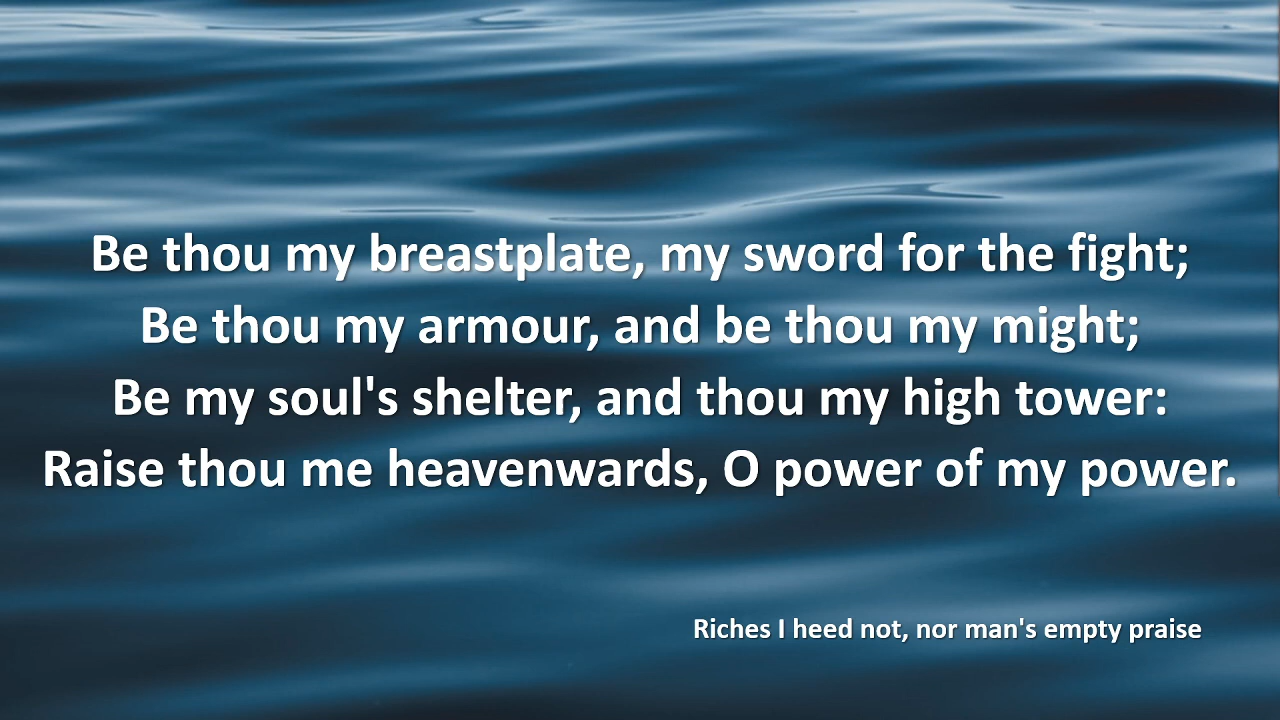 Be thou my breastplate, my sword for the fight;
Be thou my armour, and be thou my might;
Be my soul's shelter, and thou my high tower:
Raise thou me heavenwards, O power of my power.
Riches I heed not, nor man's empty praise